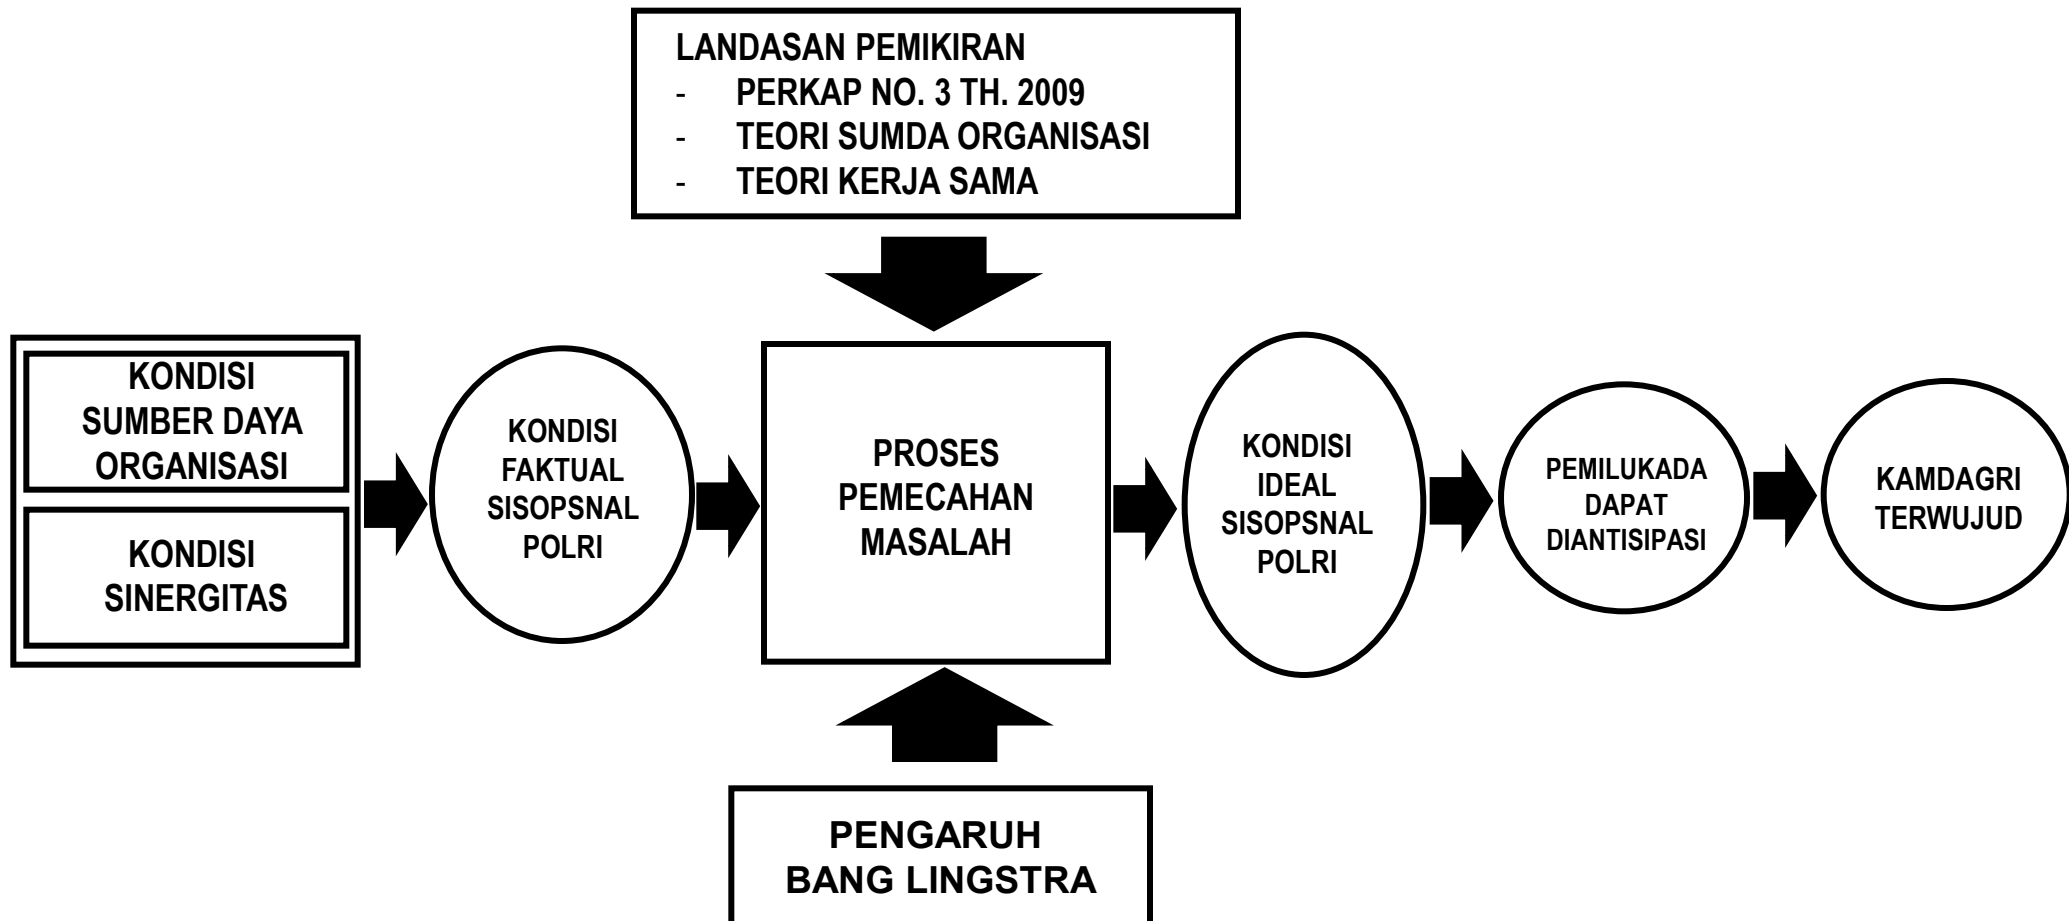 LANDASAN PEMIKIRAN
- PERKAP NO. 3 TH. 2009
- TEORI SUMDA ORGANISASI
- TEORI KERJA SAMA
KONDISI
SUMBER DAYA
ORGANISASI
KONDISI
SINERGITAS
KONDISI
FAKTUAL
SISOPSNAL
POLRI
PROSES
PEMECAHAN
MASALAH
KONDISI
IDEAL
SISOPSNAL
POLRI
PEMILUKADA
DAPAT
DIANTISIPASI
KAMDAGRI
TERWUJUD
PENGARUH
BANG LINGSTRA